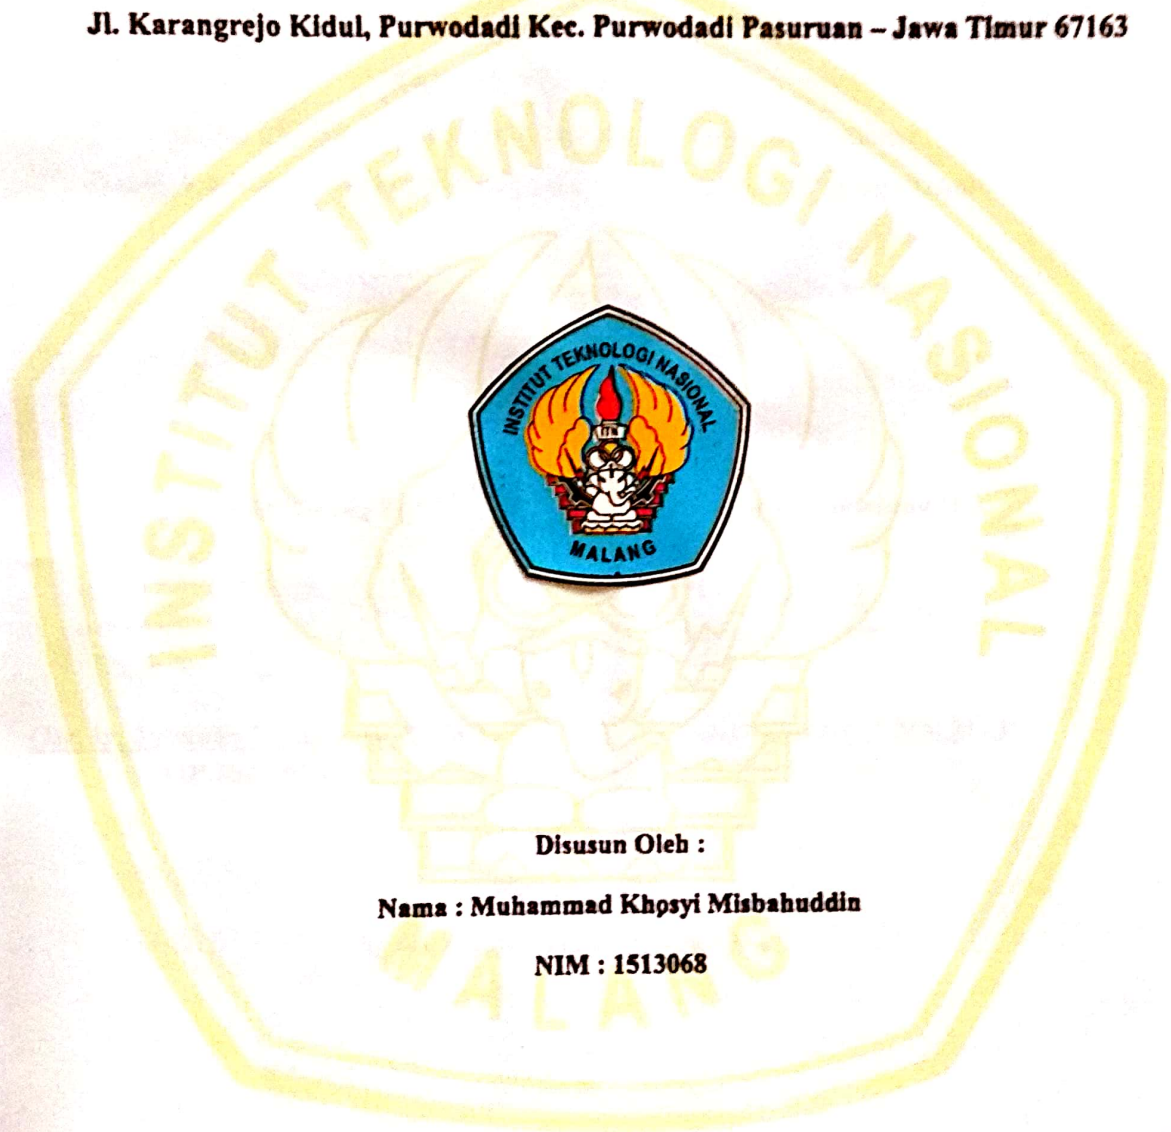 Jl. Karangrejo Kidul, Purwodadi Kec. Purwodadi Pasuruan – Jawa Timur 67163
INSTITUT TEKNOLOGI NASIONAL
INSTITUT TEKNOLOGI NASIONAL
ITN
MALANG
Disusun Oleh :
Nama : Muhammad Khosyi Misbahuddin
NIM : 1513068
MALANG